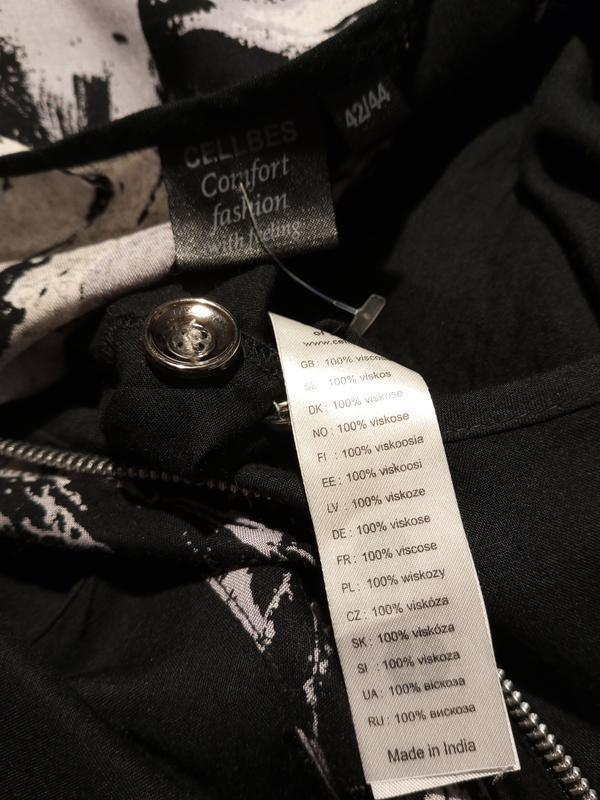 CELLBES
Comfort
fashion
with feeling
42/44
GB: 100% viscose
SE: 100% viskos
DK: 100% viskose
NO: 100% viskose
FI : 100% viskoosia
EE: 100% viskoosi
LV : 100% viskoze
DE: 100% viskose
FR: 100% viscose
PL: 100% wiskozy
CZ: 100% viskóza
SK: 100% viskóza
SI : 100% viskoza
UA : 100% віскоза
RU : 100% вискоза
Made in India